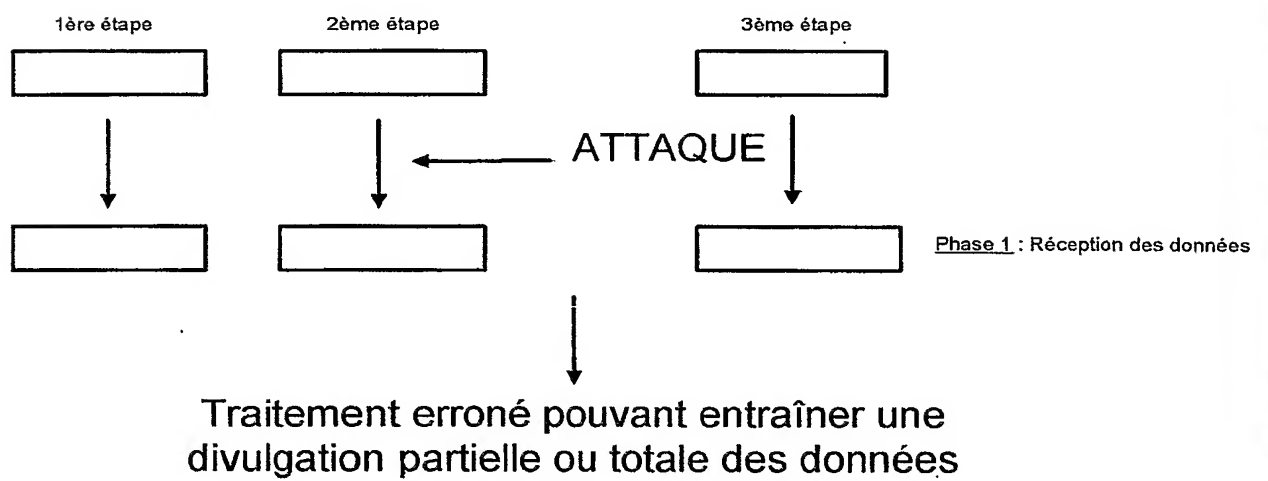 1ère étape
2ème étape
3ème étape
ATTAQUE
Phase 1 : Réception des données
Traitement erroné pouvant entraîner une
divulgation partielle ou totale des données